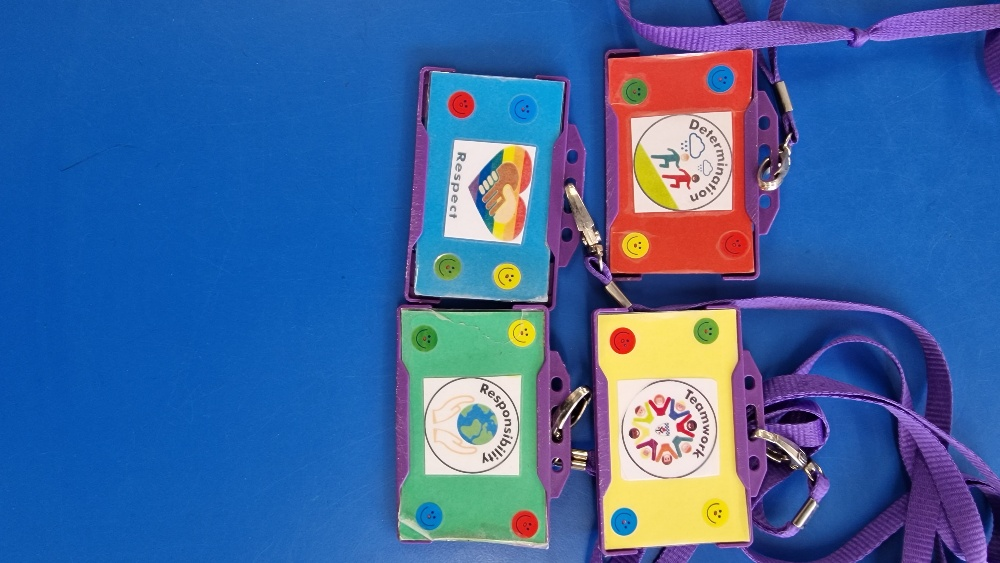 Determination
Respect
Teamwork
Responsibility